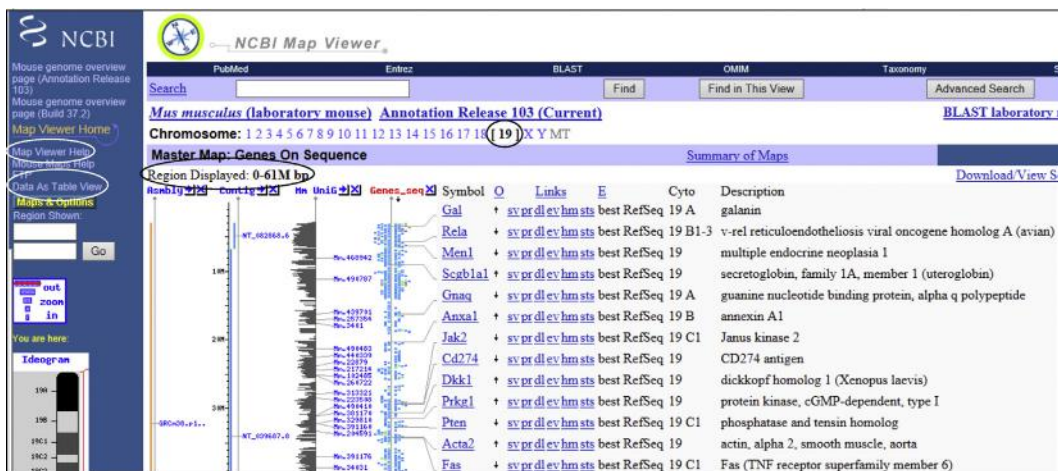 NCBI
NCBI Map Viewer
Mouse genome overview
page (Annotation Release
103)
Mouse genome overview
page (Build 37.2)
Map Viewer Home
Map Viewer Help
Mouse Maps Help
FTP
Data As Table View
Maps & Options
Region Shown:
Go
out
zoom
in
You are here:
Ideogram
PubMed Entrez BLAST OMIM Taxonomy
Search Find Find in This View Advanced Search
Mus musculus (laboratory mouse) Annotation Release 103 (Current) BLAST laboratory
Chromosome: 1 2 3 4 5 6 7 8 9 10 11 12 13 14 15 16 17 18 [ 19 ] X Y MT
Master Map: Genes On Sequence Summary of Maps
Region Displayed: 0-61M bp Download/View S
Contig Mm UniG Genes_seq Symbol O Links E Cyto Description
Gal ↑ sv pr dl ev hm sts best RefSeq 19 A galanin
Rela ↓ sv pr dl ev hm sts best RefSeq 19 B1-3 v-rel reticuloendotheliosis viral oncogene homolog A (avian)
Men1 ↓ sv pr dl ev hm sts best RefSeq 19 multiple endocrine neoplasia 1
Scgb1a1 ↑ sv pr dl ev hm sts best RefSeq 19 secretoglobin, family 1A, member 1 (uteroglobin)
Gnaq ↑ sv pr dl ev hm sts best RefSeq 19 A guanine nucleotide binding protein, alpha q polypeptide
Anxa1 ↓ sv pr dl ev hm sts best RefSeq 19 B annexin A1
Jak2 ↓ sv pr dl ev hm sts best RefSeq 19 C1 Janus kinase 2
Cd274 ↓ sv pr dl ev hm sts best RefSeq 19 CD274 antigen
Dkk1 ↑ sv pr dl ev hm sts best RefSeq 19 dickkopf homolog 1 (Xenopus laevis)
Prkg1 ↑ sv pr dl ev hm sts best RefSeq 19 protein kinase, cGMP-dependent, type I
Pten ↓ sv pr dl ev hm sts best RefSeq 19 C1 phosphatase and tensin homolog
Acta2 ↑ sv pr dl ev hm sts best RefSeq 19 actin, alpha 2, smooth muscle, aorta
Fas ↓ sv pr dl ev hm sts best RefSeq 19 C1 Fas (TNF receptor superfamily member 6)